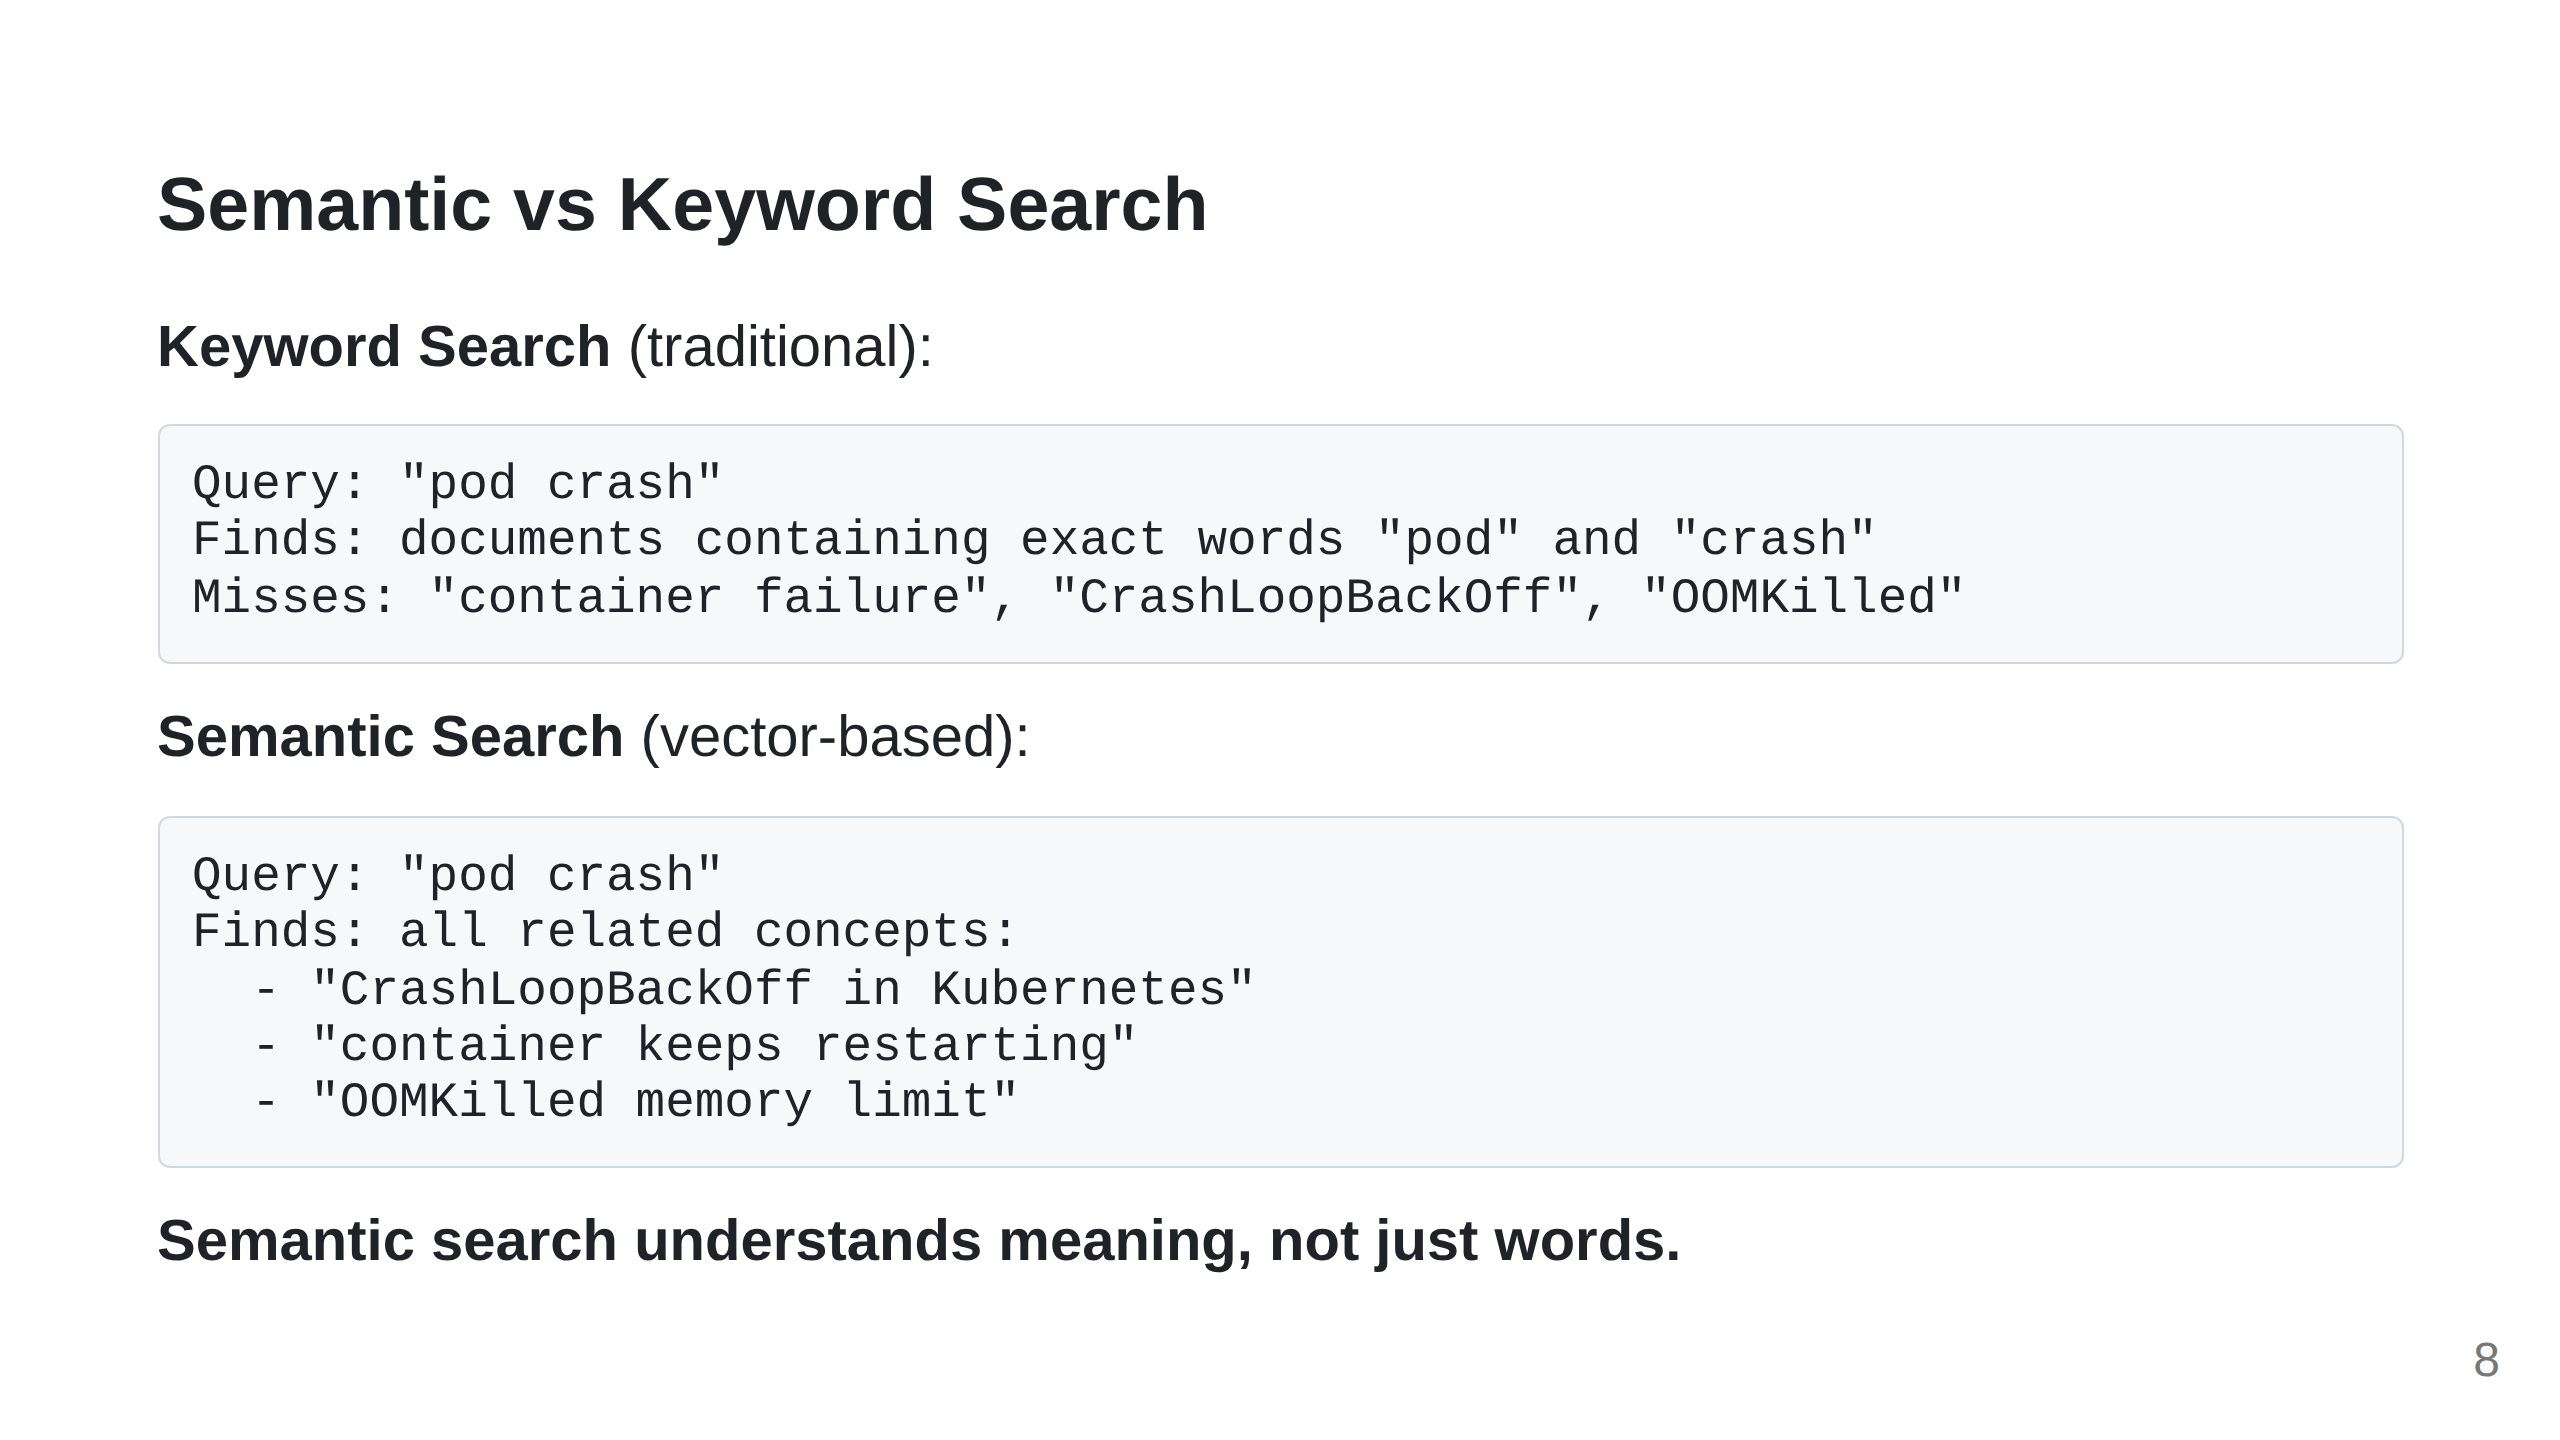 Semantic vs Keyword Search
Keyword Search (traditional):
Query: "pod crash"
Finds: documents containing exact words "pod" and "crash"
Misses: "container failure", "CrashLoopBackOff", "OOMKilled"
Semantic Search (vector-based):
Query: "pod crash"
Finds: all related concepts:
  - "CrashLoopBackOff in Kubernetes"
  - "container keeps restarting"
  - "OOMKilled memory limit"
Semantic search understands meaning, not just words.
8